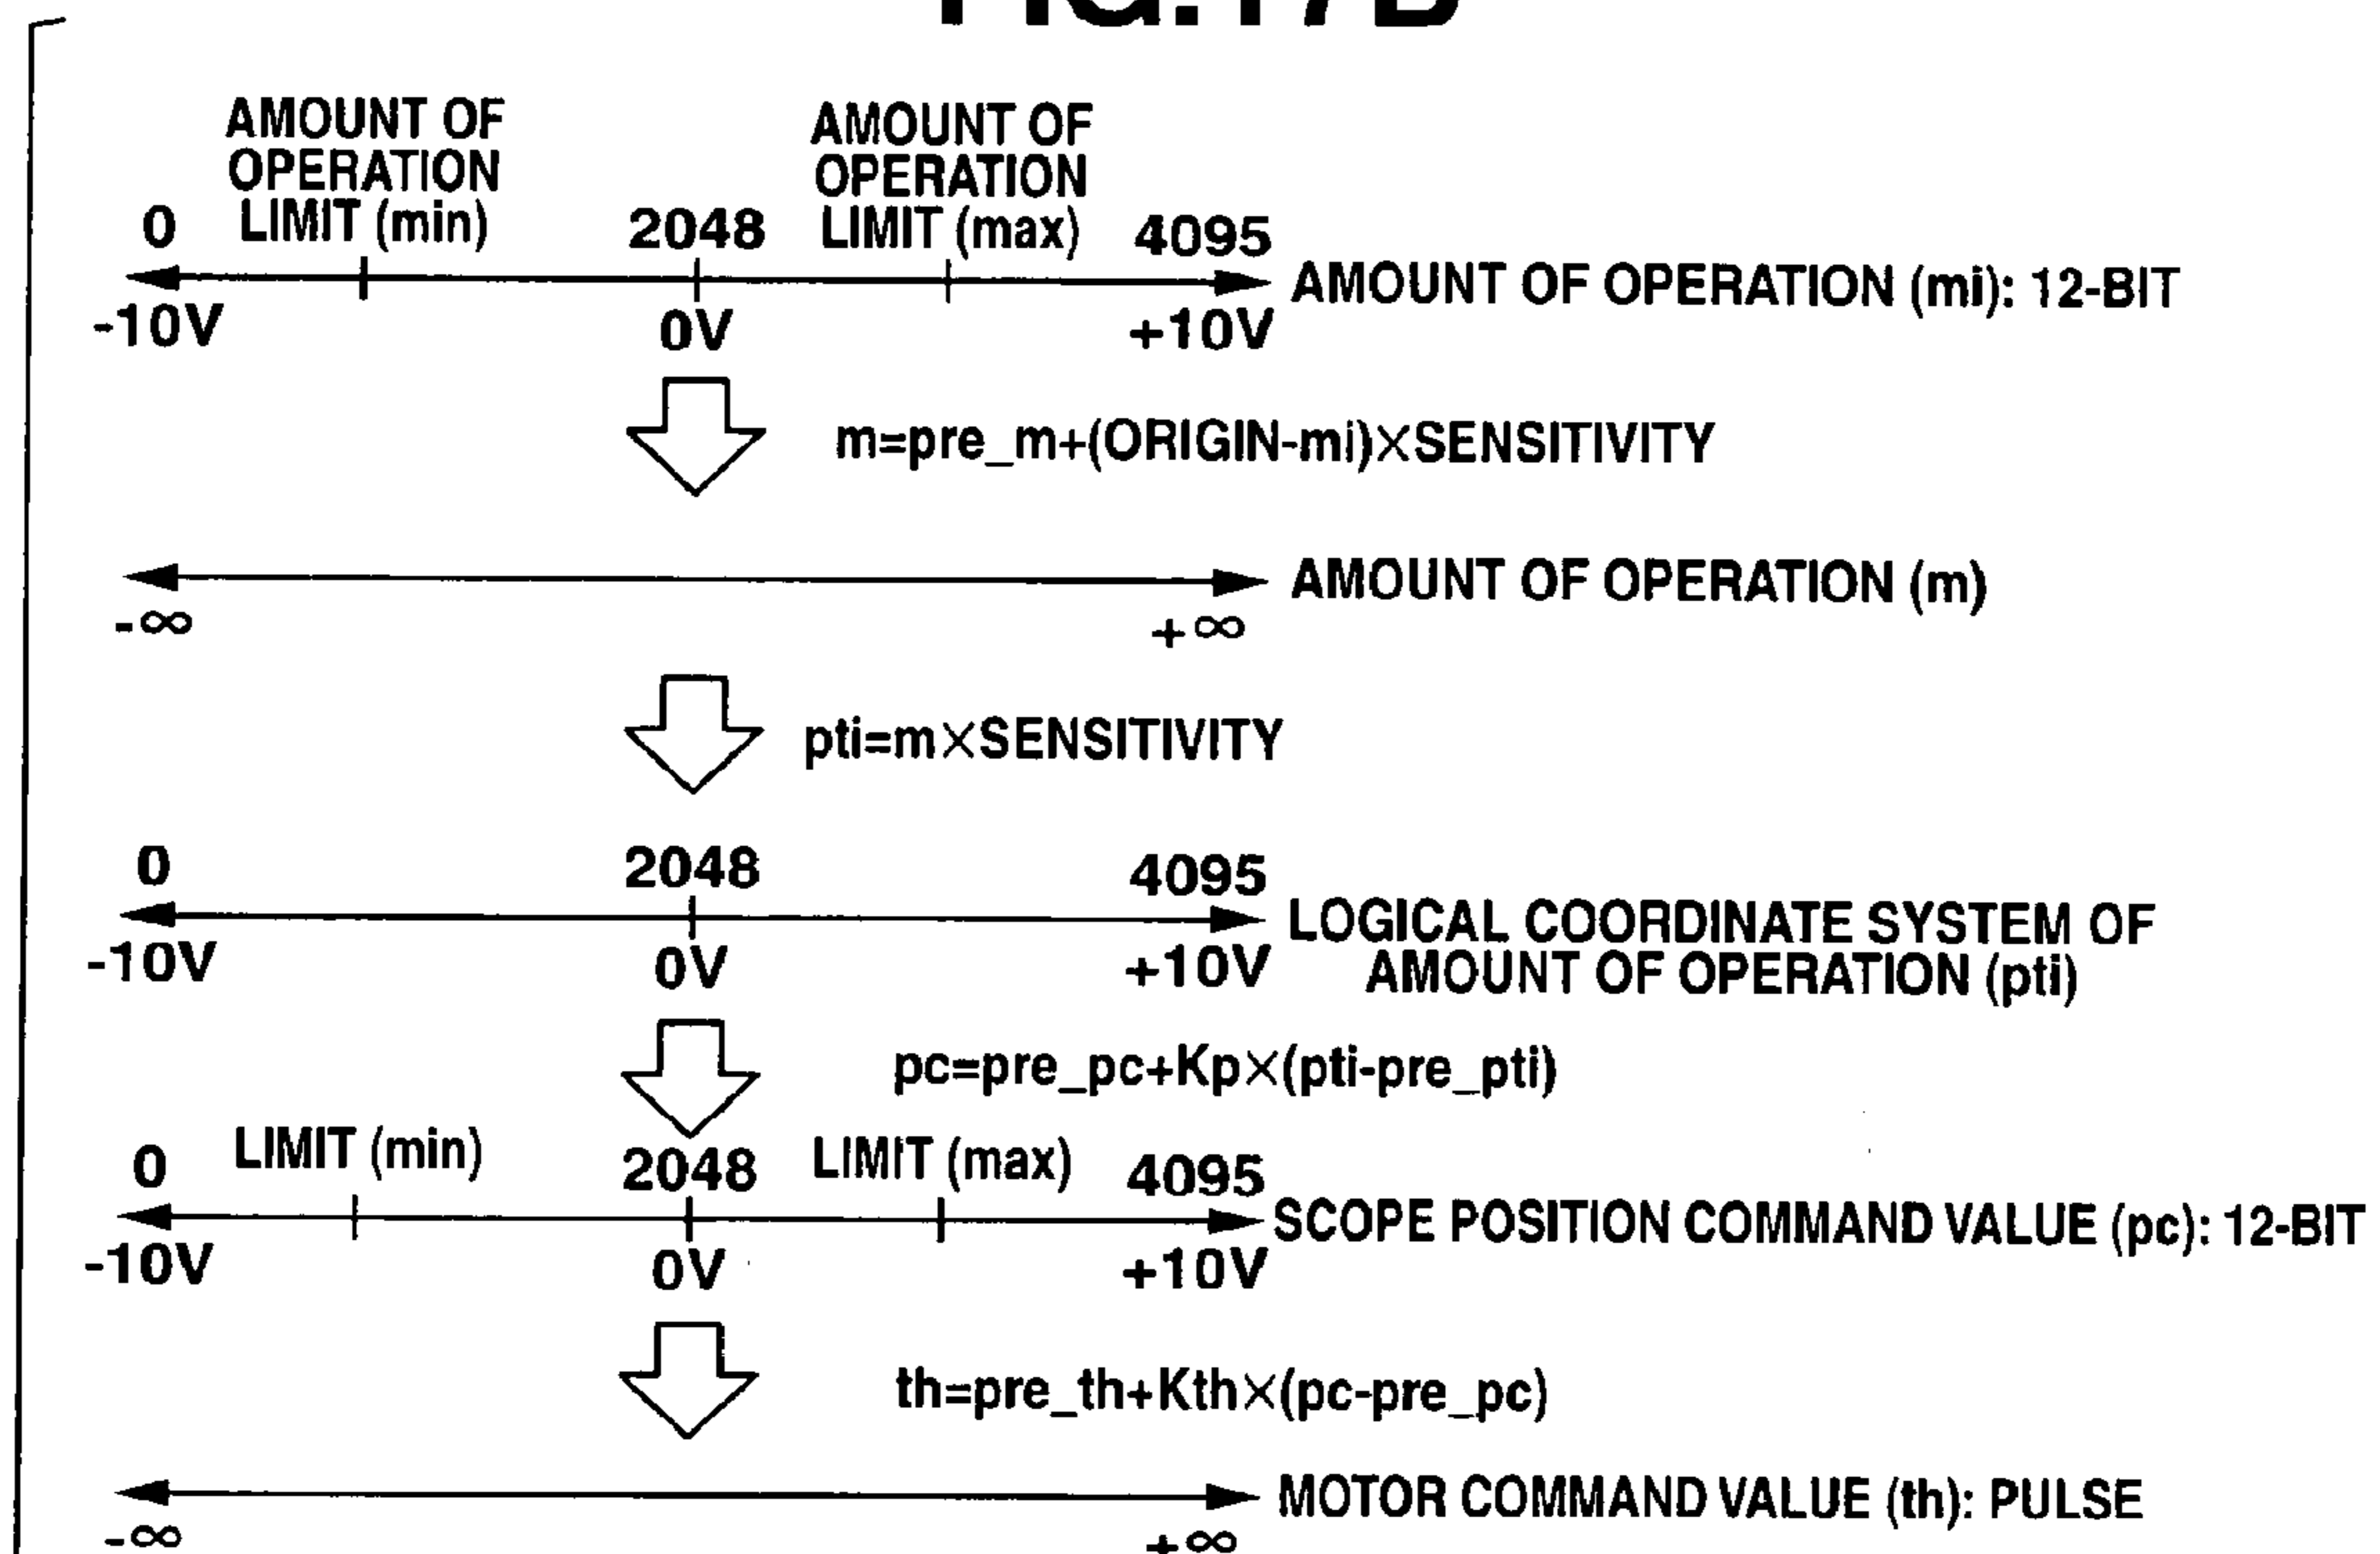 FIG.17B
AMOUNT OF
OPERATION
LIMIT (min)
AMOUNT OF
OPERATION
LIMIT (max)
0
2048
4095
-10V
0V
+10V
AMOUNT OF OPERATION (mi): 12-BIT
m=pre_m+(ORIGIN-mi)×SENSITIVITY
-∞
+∞
AMOUNT OF OPERATION (m)
pti=m×SENSITIVITY
0
2048
4095
-10V
0V
+10V
LOGICAL COORDINATE SYSTEM OF
AMOUNT OF OPERATION (pti)
pc=pre_pc+Kp×(pti-pre_pti)
0
LIMIT (min)
2048
LIMIT (max)
4095
-10V
0V
+10V
SCOPE POSITION COMMAND VALUE (pc): 12-BIT
th=pre_th+Kth×(pc-pre_pc)
-∞
+∞
MOTOR COMMAND VALUE (th): PULSE